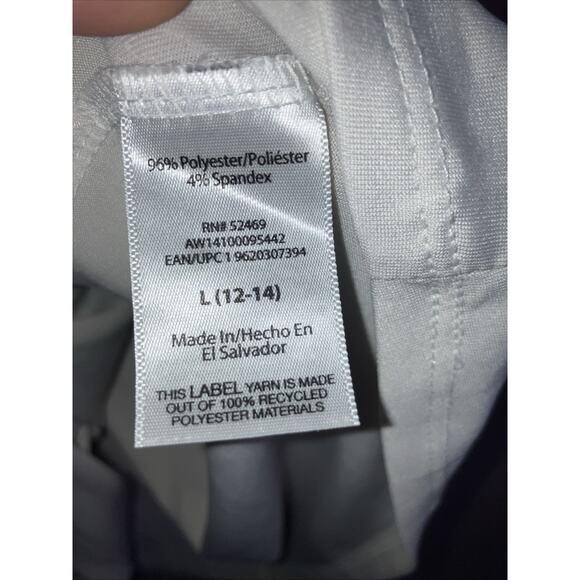 96% Polyester/Poliéster
4% Spandex
RN# 52469
AW14100095442
EAN/UPC 1 9620307394
L (12-14)
Made In/Hecho En
El Salvador
THIS LABEL YARN IS MADE
OUT OF 100% RECYCLED
POLYESTER MATERIALS